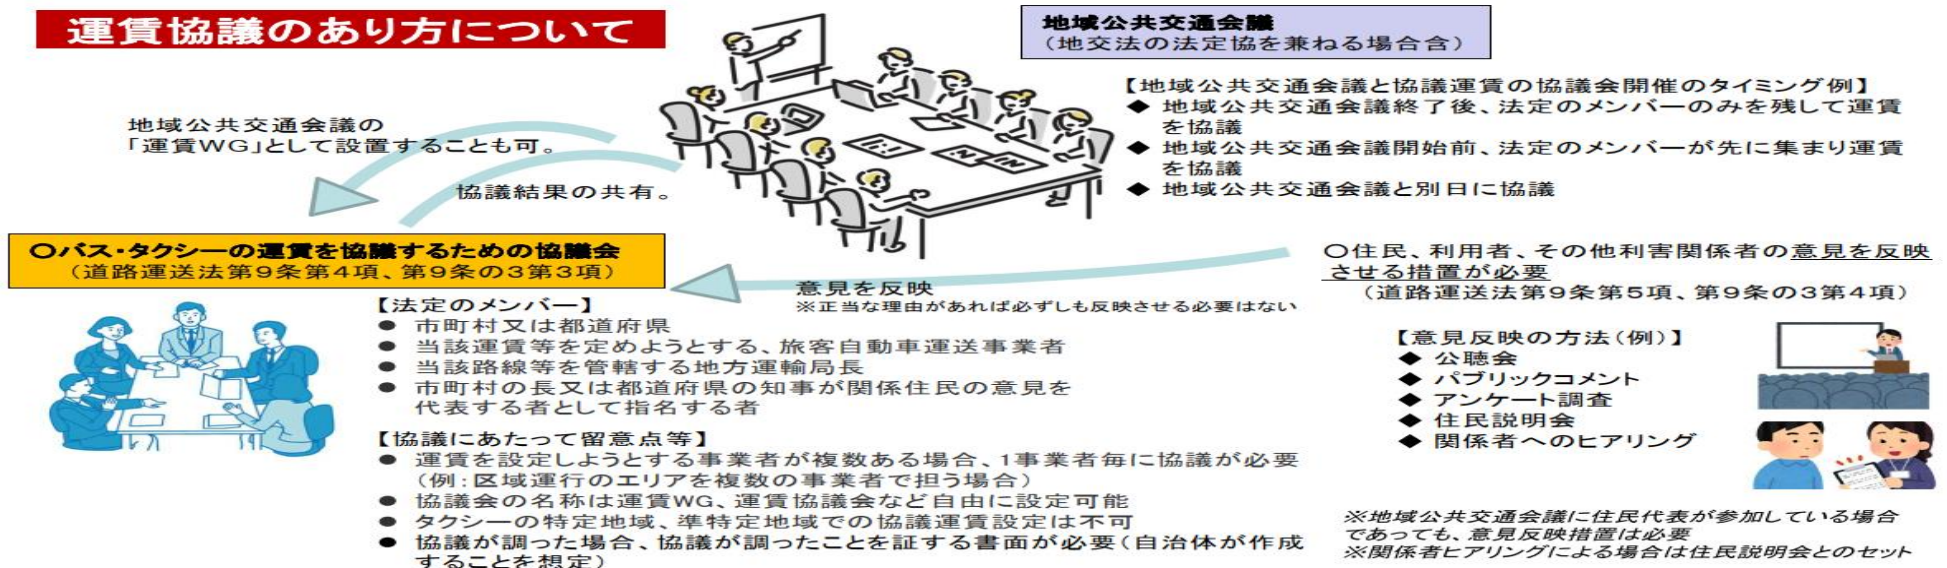 運賃協議のあり方について
地域公共交通会議
（地交法の法定協を兼ねる場合含）
【地域公共交通会議と協議運賃の協議会開催のタイミング例】
◆ 地域公共交通会議終了後、法定のメンバーのみを残して運賃
を協議
◆ 地域公共交通会議開始前、法定のメンバーが先に集まり運賃
を協議
◆ 地域公共交通会議と別日に協議
地域公共交通会議の
「運賃WG」として設置することも可。
協議結果の共有。
○バス・タクシーの運賃を協議するための協議会
（道路運送法第９条第４項、第９条の３第３項）
意見を反映
※正当な理由があれば必ずしも反映させる必要はない
【法定のメンバー】
● 市町村又は都道府県
● 当該運賃等を定めようとする、旅客自動車運送事業者
● 当該路線等を管轄する地方運輸局長
● 市町村の長又は都道府県の知事が関係住民の意見を
代表する者として指名する者
【協議にあたって留意点等】
● 運賃を設定しようとする事業者が複数ある場合、1事業者毎に協議が必要
（例：区域運行のエリアを複数の事業者で担う場合）
● 協議会の名称は運賃WG、運賃協議会など自由に設定可能
● タクシーの特定地域、準特定地域での協議運賃設定は不可
● 協議が調った場合、協議が調ったことを証する書面が必要（自治体が作成
することを想定）
○住民、利用者、その他利害関係者の意見を反映
させる措置が必要
（道路運送法第９条第５項、第９条の３第４項）
【意見反映の方法（例）】
◆ 公聴会
◆ パブリックコメント
◆ アンケート調査
◆ 住民説明会
◆ 関係者へのヒアリング
※地域公共交通会議に住民代表が参加している場合
であっても、意見反映措置は必要
※関係者ヒアリングによる場合は住民説明会とのセット